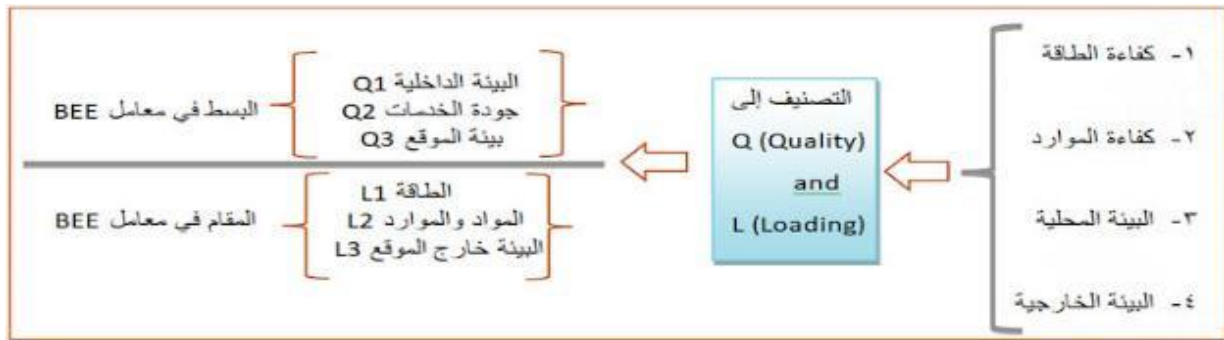 ١- كفاءة الطاقة
٢- كفاءة الموارد
٣- البيئة المحلية
٤- البيئة الخارجية
التصنيف إلى
Q (Quality)
and
L (Loading)
البيئة الداخلية Q1
جودة الخدمات Q2
بيئة الموقع Q3
البسط في معامل BEE
الطاقة L1
المواد والموارد L2
البيئة خارج الموقع L3
المقام في معامل BEE